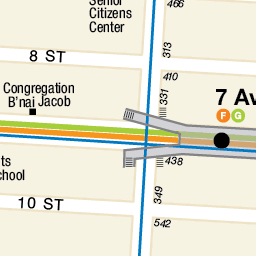 Senior
Citizens
Center
466
313
8 ST
410
Congregation
B'nai Jacob
331
7 Av
F G
438
chool
349
10 ST
542